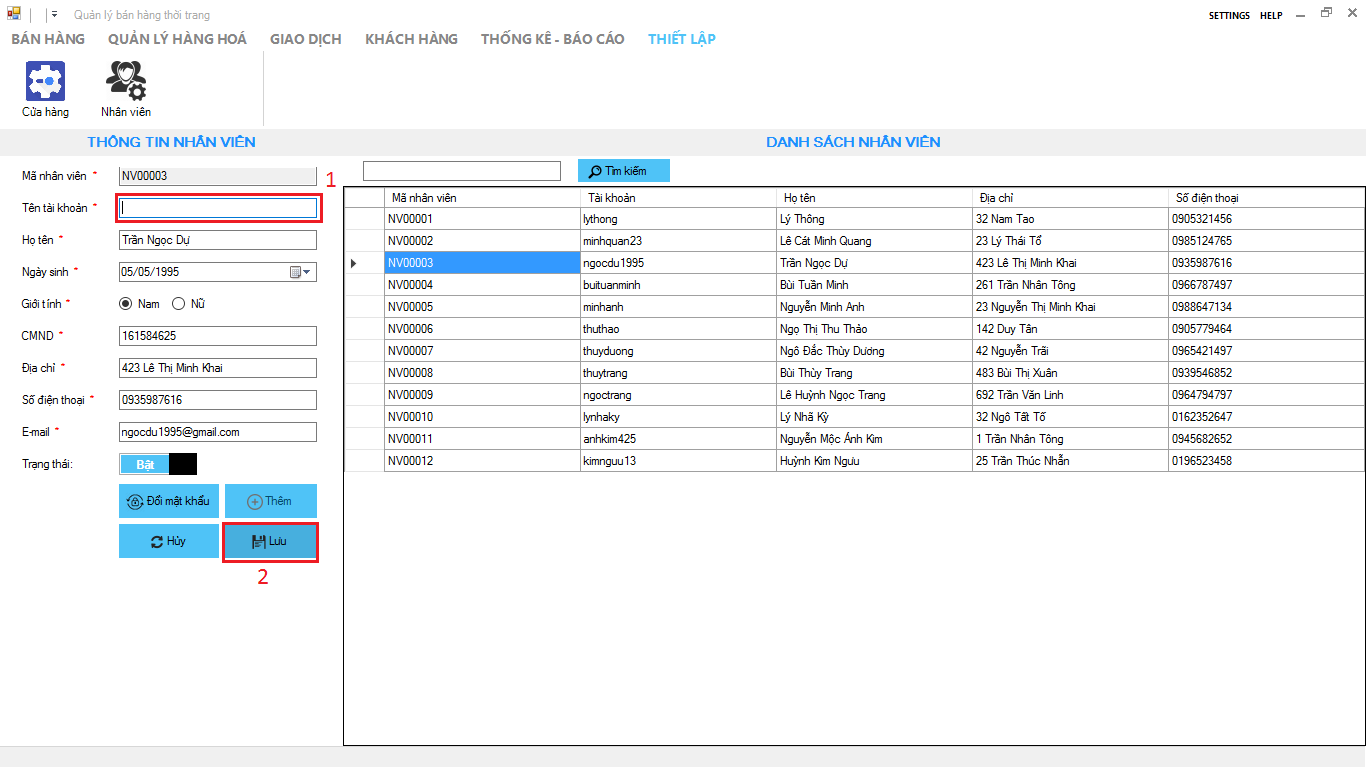 Quản lý bán hàng thời trang
SETTINGS HELP
BÁN HÀNG QUẢN LÝ HÀNG HOÁ GIAO DỊCH KHÁCH HÀNG THỐNG KÊ - BÁO CÁO THIẾT LẬP
Cửa hàng Nhân viên
THÔNG TIN NHÂN VIÊN
Mã nhân viên * NV00003
1
Tên tài khoản *
Họ tên * Trần Ngọc Dự
Ngày sinh * 05/05/1995
Giới tính * Nam Nữ
CMND * 161584625
Địa chỉ * 423 Lê Thị Minh Khai
Số điện thoại * 0935987616
E-mail * ngocdu1995@gmail.com
Trạng thái: Bật
Đổi mật khẩu Thêm
Hủy Lưu
2
DANH SÁCH NHÂN VIÊN
Tìm kiếm
Mã nhân viên Tài khoản Họ tên Địa chỉ Số điện thoại
NV00001 lythong Lý Thông 32 Nam Tao 0905321456
NV00002 minhquan23 Lê Cát Minh Quang 23 Lý Thái Tổ 0985124765
NV00003 ngocdu1995 Trần Ngọc Dự 423 Lê Thị Minh Khai 0935987616
NV00004 buituanminh Bùi Tuấn Minh 261 Trần Nhân Tông 0966787497
NV00005 minhanh Nguyễn Minh Anh 23 Nguyễn Thị Minh Khai 0988647134
NV00006 thuthao Ngọ Thị Thu Thảo 142 Duy Tân 0905779464
NV00007 thuyduong Ngô Đắc Thùy Dương 42 Nguyễn Trãi 0965421497
NV00008 thuytrang Bùi Thùy Trang 483 Bùi Thị Xuân 0939546852
NV00009 ngoctrang Lê Huỳnh Ngọc Trang 692 Trần Văn Linh 0964794797
NV00010 lynhaky Lý Nhã Kỳ 32 Ngô Tất Tố 0162352647
NV00011 anhkim425 Nguyễn Mộc Ánh Kim 1 Trần Nhân Tông 0945682652
NV00012 kimnguu13 Huỳnh Kim Ngưu 25 Trần Thúc Nhẫn 0196523458